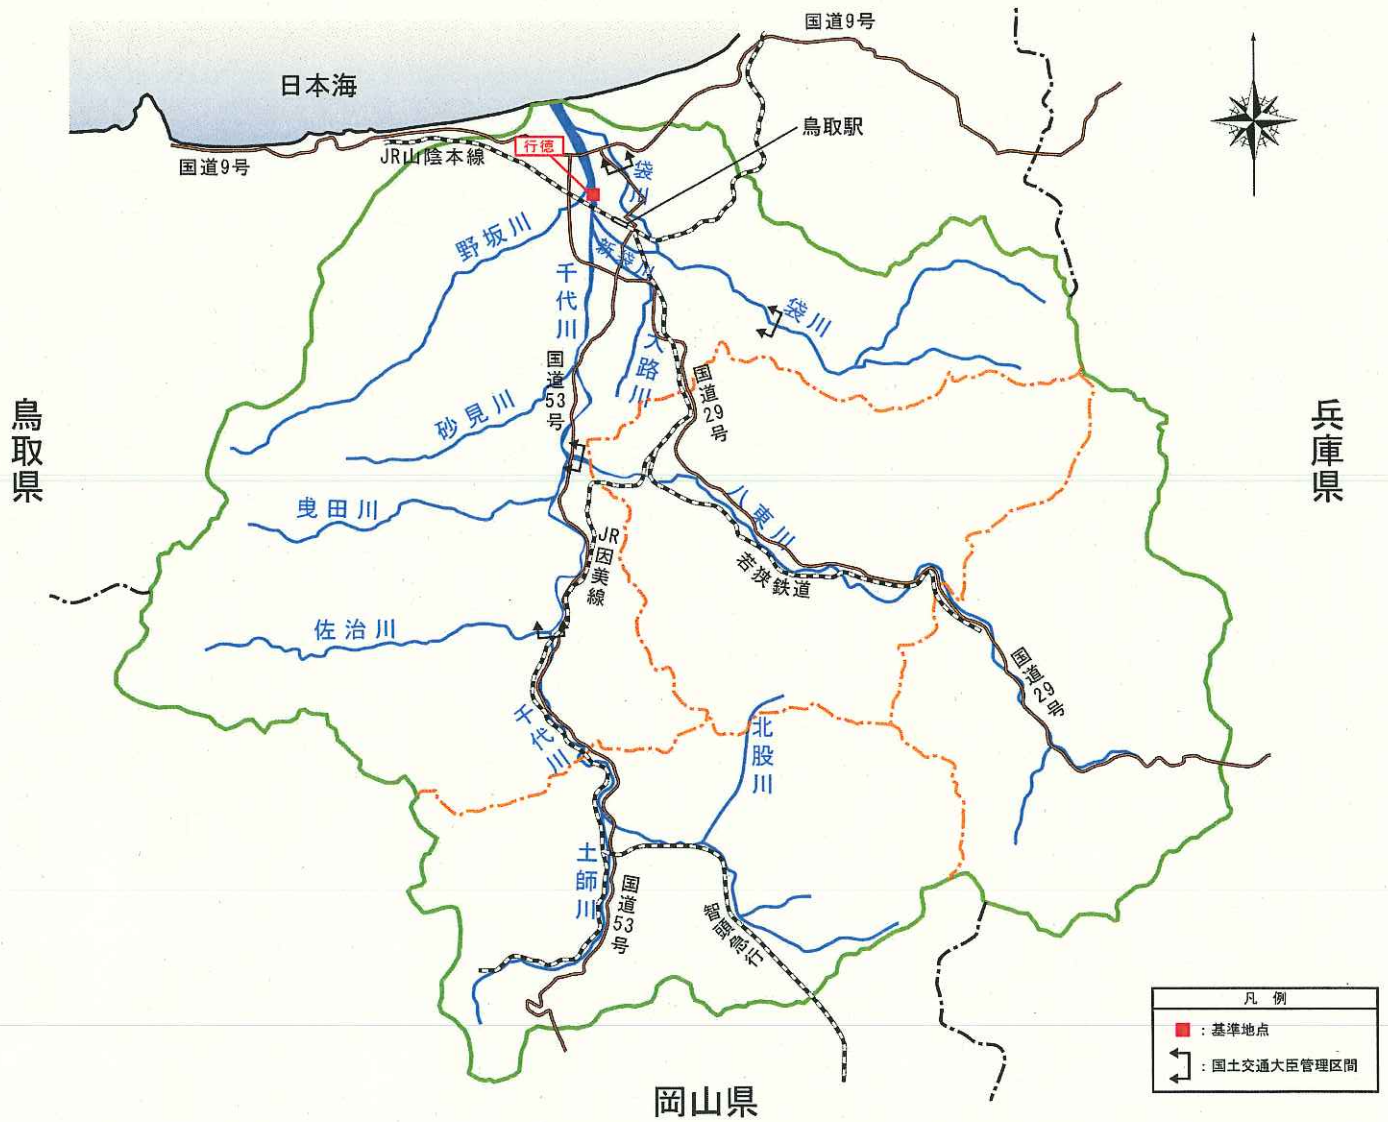 国道9号
日本海
鳥取駅
行徳
国道9号
JR山陰本線
袋川
野坂川
新袋川
千代川
袋川
大路川
国道53号
国道29号
砂見川
鳥取県
兵庫県
曳田川
八東川
JR因美線
若狭鉄道
佐治川
国道29号
千代川
北股川
土師川
国道53号
智頭急行
凡例
：基準地点
：国土交通大臣管理区間
岡山県